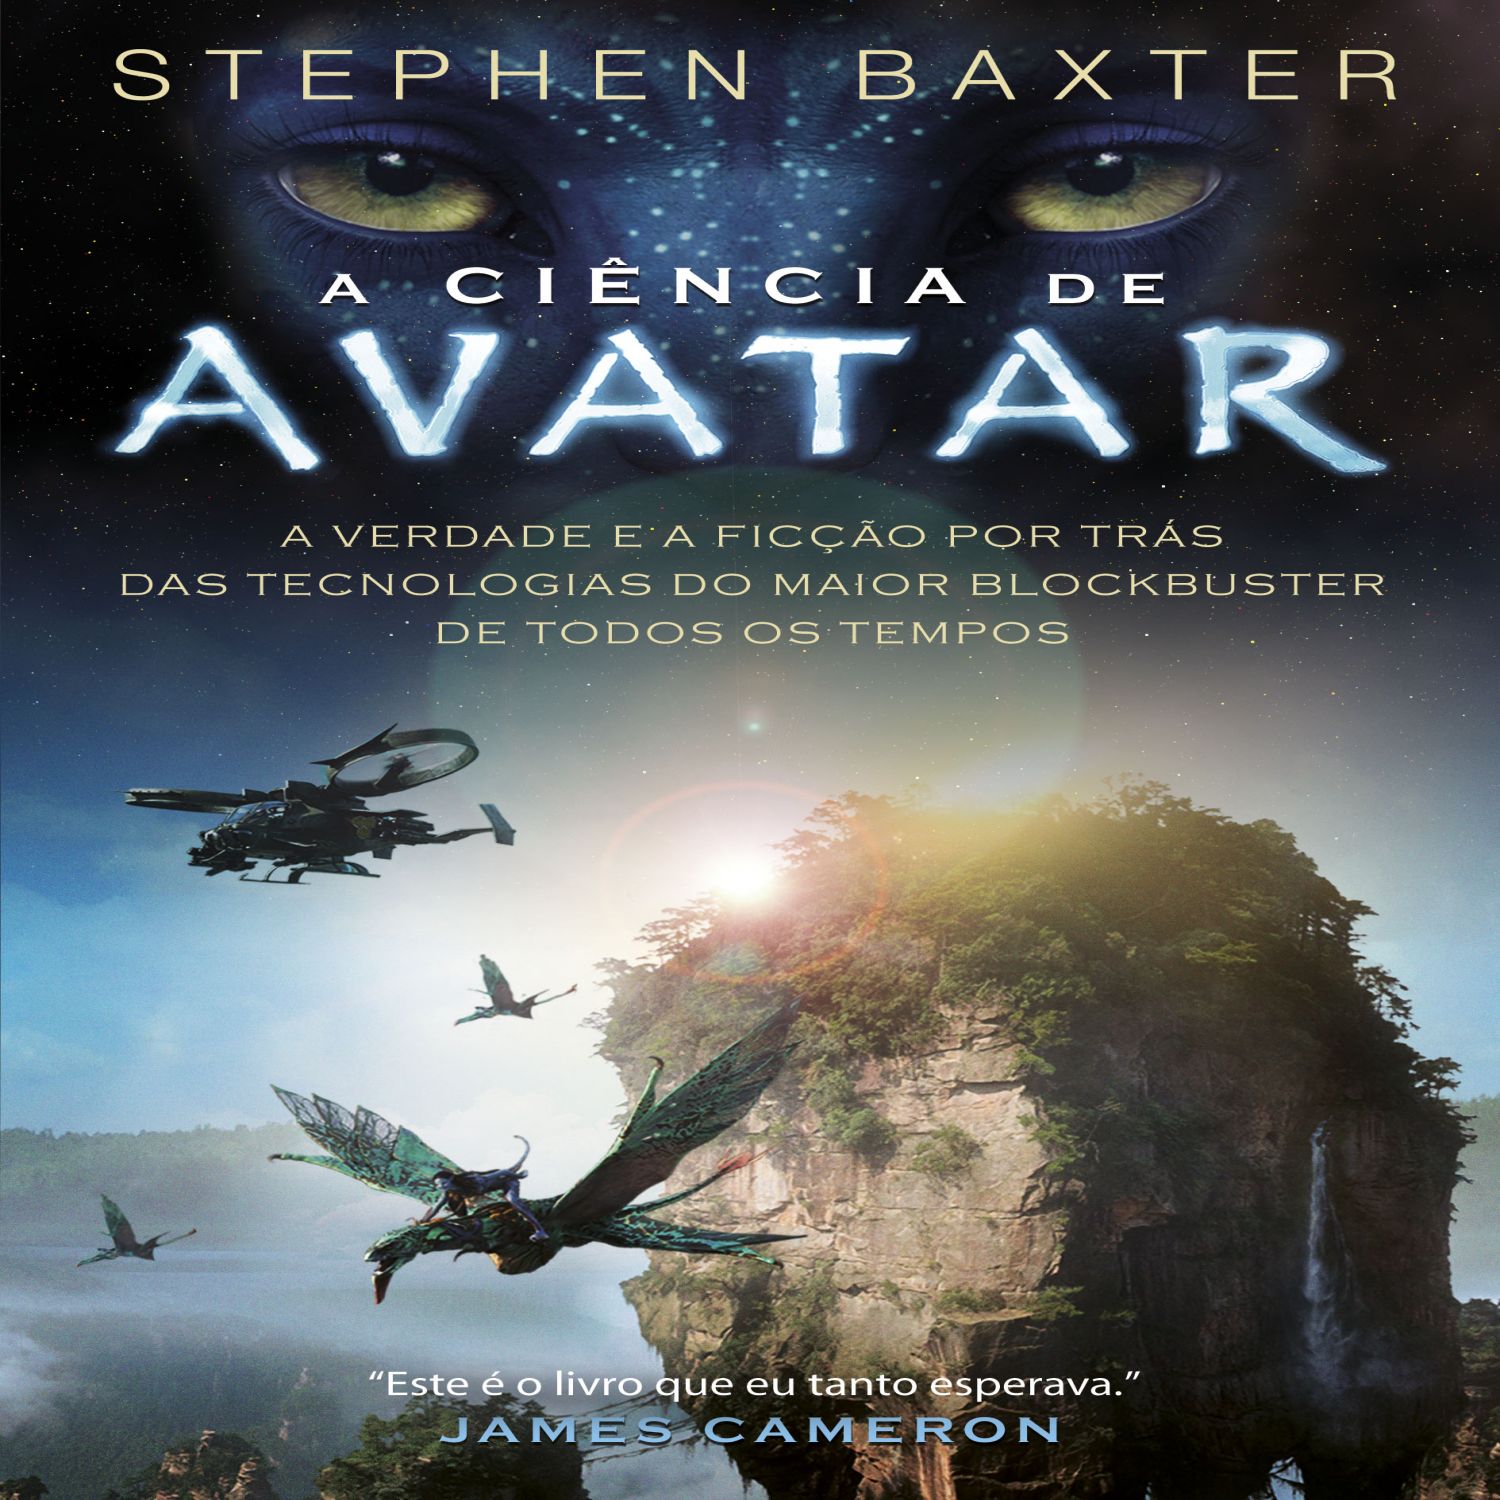 STEPHEN BAXTER
A CIÊNCIA DE
AVATAR
A VERDADE E A FICÇÃO POR TRÁS
DAS TECNOLOGIAS DO MAIOR BLOCKBUSTER
DE TODOS OS TEMPOS
“Este é o livro que eu tanto esperava.”
JAMES CAMERON